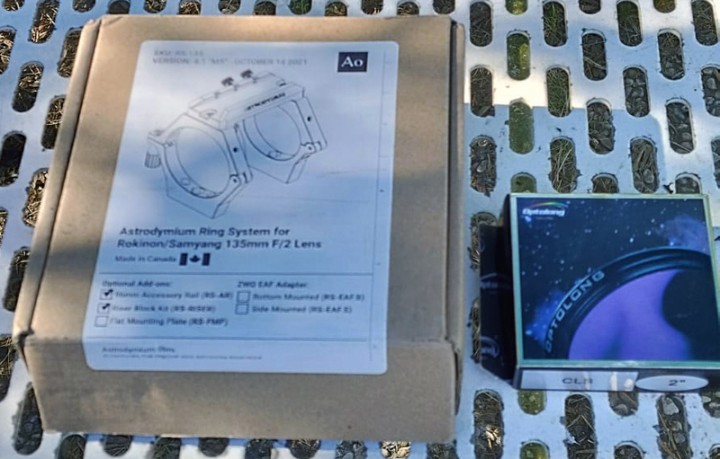 VERSION: 4.1 "M5" - OCTOBER 14 2021
Ao
Astrodymium Ring System for
Rokinon/Samyang 135mm F/2 Lens
Made in Canada
Optional Add-ons:
Accessory Rail (RS-AR)
Riser Block Kit (RS-RISER)
Flat Mounting Plate (RS-FMP)
ZWO EAF Adapter:
Bottom Mounted (RS-EAF.B)
Side Mounted (RS-EAF.S)
Optolong
OPTOLONG
CLS
2"